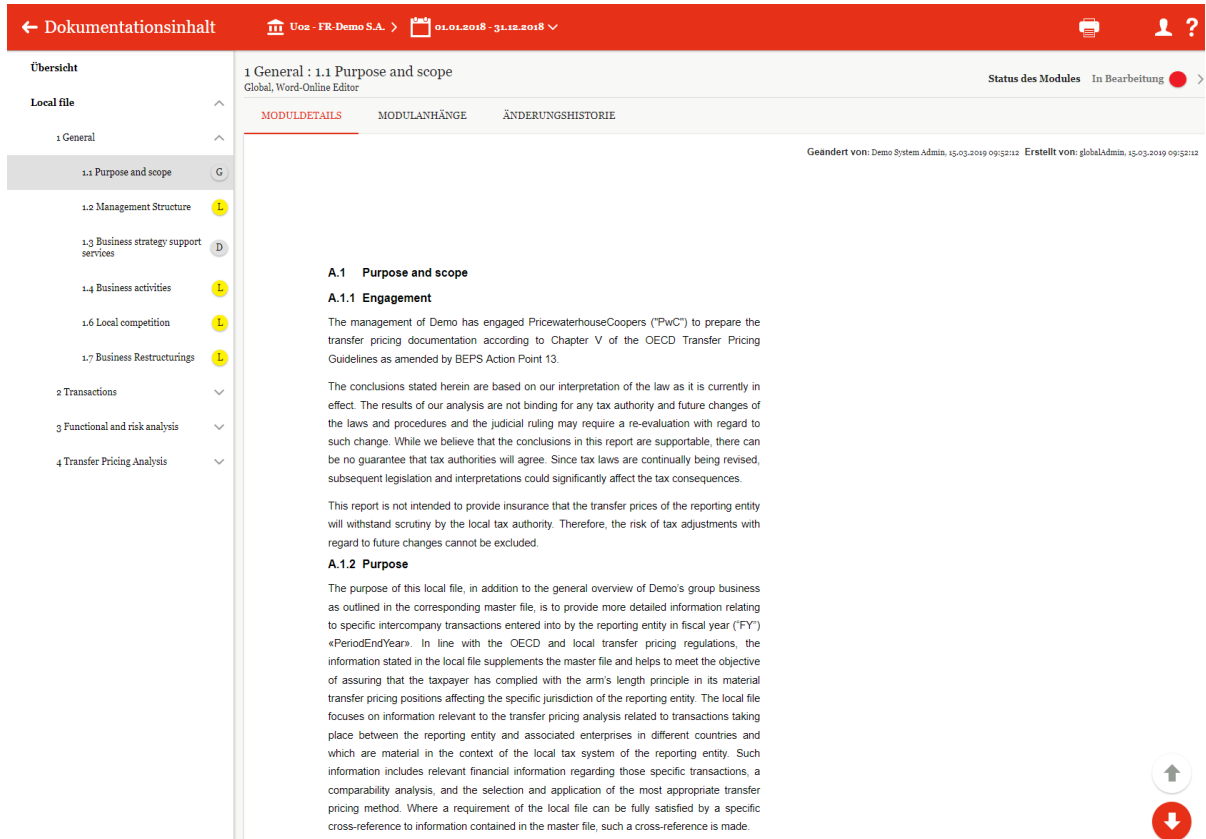 Dokumentationsinhalt
U02 - FR-Demo S.A.
01.01.2018 - 31.12.2018
?
Übersicht
Local file
1 General
1.1 Purpose and scope
G
1.2 Management Structure
L
1.3 Business strategy support
services
D
1.4 Business activities
L
1.6 Local competition
L
1.7 Business Restructurings
L
2 Transactions
3 Functional and risk analysis
4 Transfer Pricing Analysis
1 General : 1.1 Purpose and scope
Global, Word-Online Editor
Status des Modules In Bearbeitung
MODULDETAILS MODULANHÄNGE ÄNDERUNGSHISTORIE
Geändert von: Demo System Admin, 15.03.2019 09:52:12 Erstellt von: globalAdmin, 15.03.2019 09:52:12
A.1 Purpose and scope
A.1.1 Engagement
The management of Demo has engaged PricewaterhouseCoopers ("PwC") to prepare the
transfer pricing documentation according to Chapter V of the OECD Transfer Pricing
Guidelines as amended by BEPS Action Point 13.
The conclusions stated herein are based on our interpretation of the law as it is currently in
effect. The results of our analysis are not binding for any tax authority and future changes of
the laws and procedures and the judicial ruling may require a re-evaluation with regard to
such change. While we believe that the conclusions in this report are supportable, there can
be no guarantee that tax authorities will agree. Since tax laws are continually being revised,
subsequent legislation and interpretations could significantly affect the tax consequences.
This report is not intended to provide insurance that the transfer prices of the reporting entity
will withstand scrutiny by the local tax authority. Therefore, the risk of tax adjustments with
regard to future changes cannot be excluded.
A.1.2 Purpose
The purpose of this local file, in addition to the general overview of Demo's group business
as outlined in the corresponding master file, is to provide more detailed information relating
to specific intercompany transactions entered into by the reporting entity in fiscal year ("FY")
«PeriodEndYear». In line with the OECD and local transfer pricing regulations, the
information stated in the local file supplements the master file and helps to meet the objective
of assuring that the taxpayer has complied with the arm's length principle in its material
transfer pricing positions affecting the specific jurisdiction of the reporting entity. The local file
focuses on information relevant to the transfer pricing analysis related to transactions taking
place between the reporting entity and associated enterprises in different countries and
which are material in the context of the local tax system of the reporting entity. Such
information includes relevant financial information regarding those specific transactions, a
comparability analysis, and the selection and application of the most appropriate transfer
pricing method. Where a requirement of the local file can be fully satisfied by a specific
cross-reference to information contained in the master file, such a cross-reference is made.